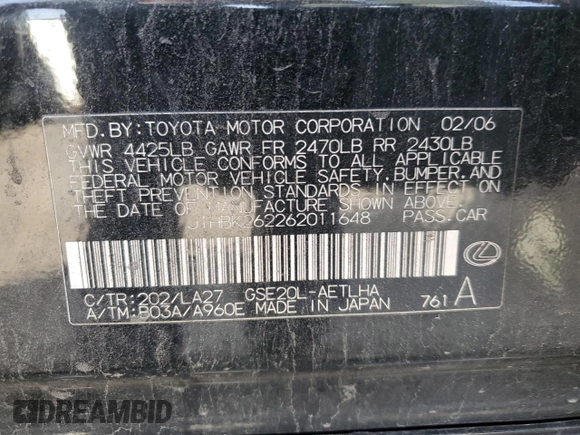 MFD.BY:TOYOTA MOTOR CORPORATION 02/06
GVWR 4425LB GAWR FR 2470LB RR 2430LB
THIS VEHICLE CONFORMS TO ALL APPLICABLE
FEDERAL MOTOR VEHICLE SAFETY,BUMPER,AND
THEFT PREVENTION STANDARDS IN EFFECT ON
THE DATE OF MANUFACTURE SHOWN ABOVE.
JTHBK262262011648 PASS.CAR
C/TR:202/LA27 GSE20L-AETLHA
A/TM:B03A/A960E MADE IN JAPAN 761 A
DREAMBID